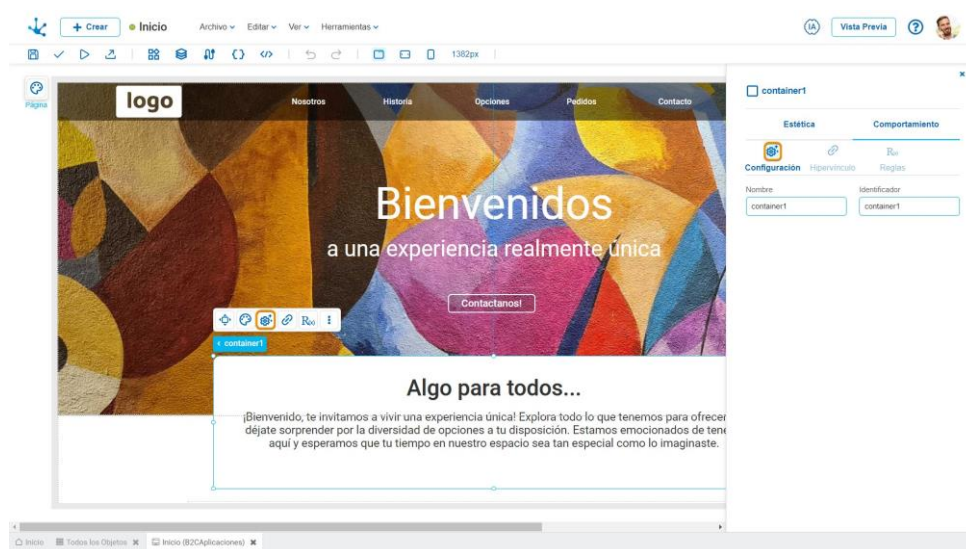 + Crear
Inicio
Archivo
Editar
Ver
Herramientas
IA
Vista Previa
?
1382px
Página
logo
Nosotros
Historia
Opciones
Pedidos
Contacto
Bienvenidos
a una experiencia realmente única
Contactanos!
container1
Algo para todos...
¡Bienvenido, te invitamos a vivir una experiencia única! Explora todo lo que tenemos para ofrecer
déjate sorprender por la diversidad de opciones a tu disposición. Estamos emocionados de tene
aquí y esperamos que tu tiempo en nuestro espacio sea tan especial como lo imaginaste.
container1
Estética
Comportamiento
Configuración
Hipervínculo
Reglas
Nombre
Identificador
container1
container1
Inicio
Todos los Objetos
Inicio (B2CAplicaciones)